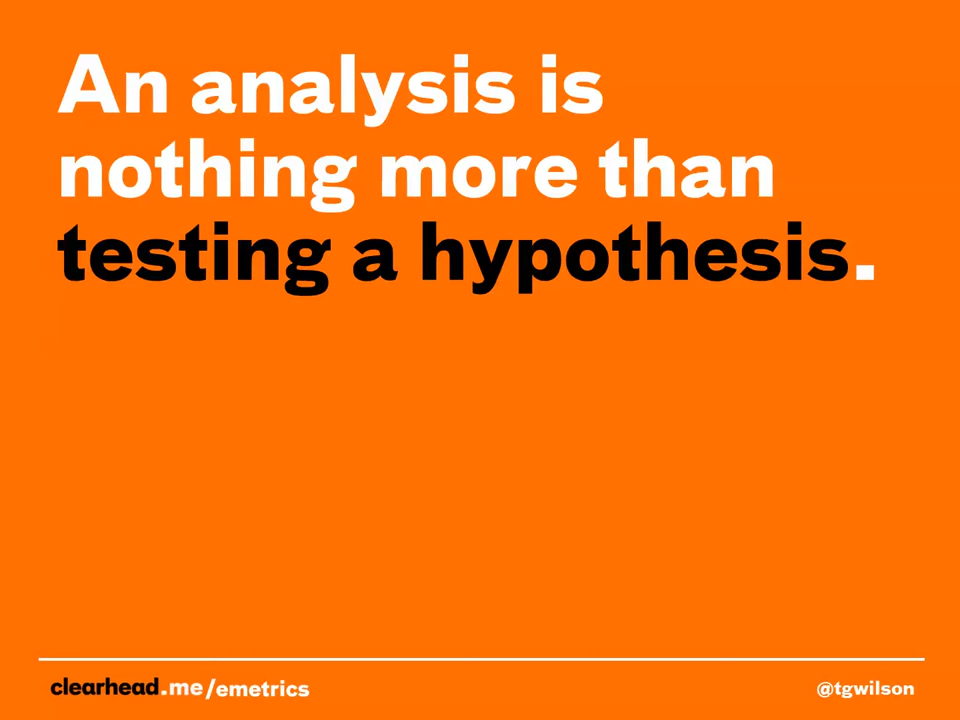 An analysis is
nothing more than
testing a hypothesis.
clearhead.me/emetrics
@tgwilson